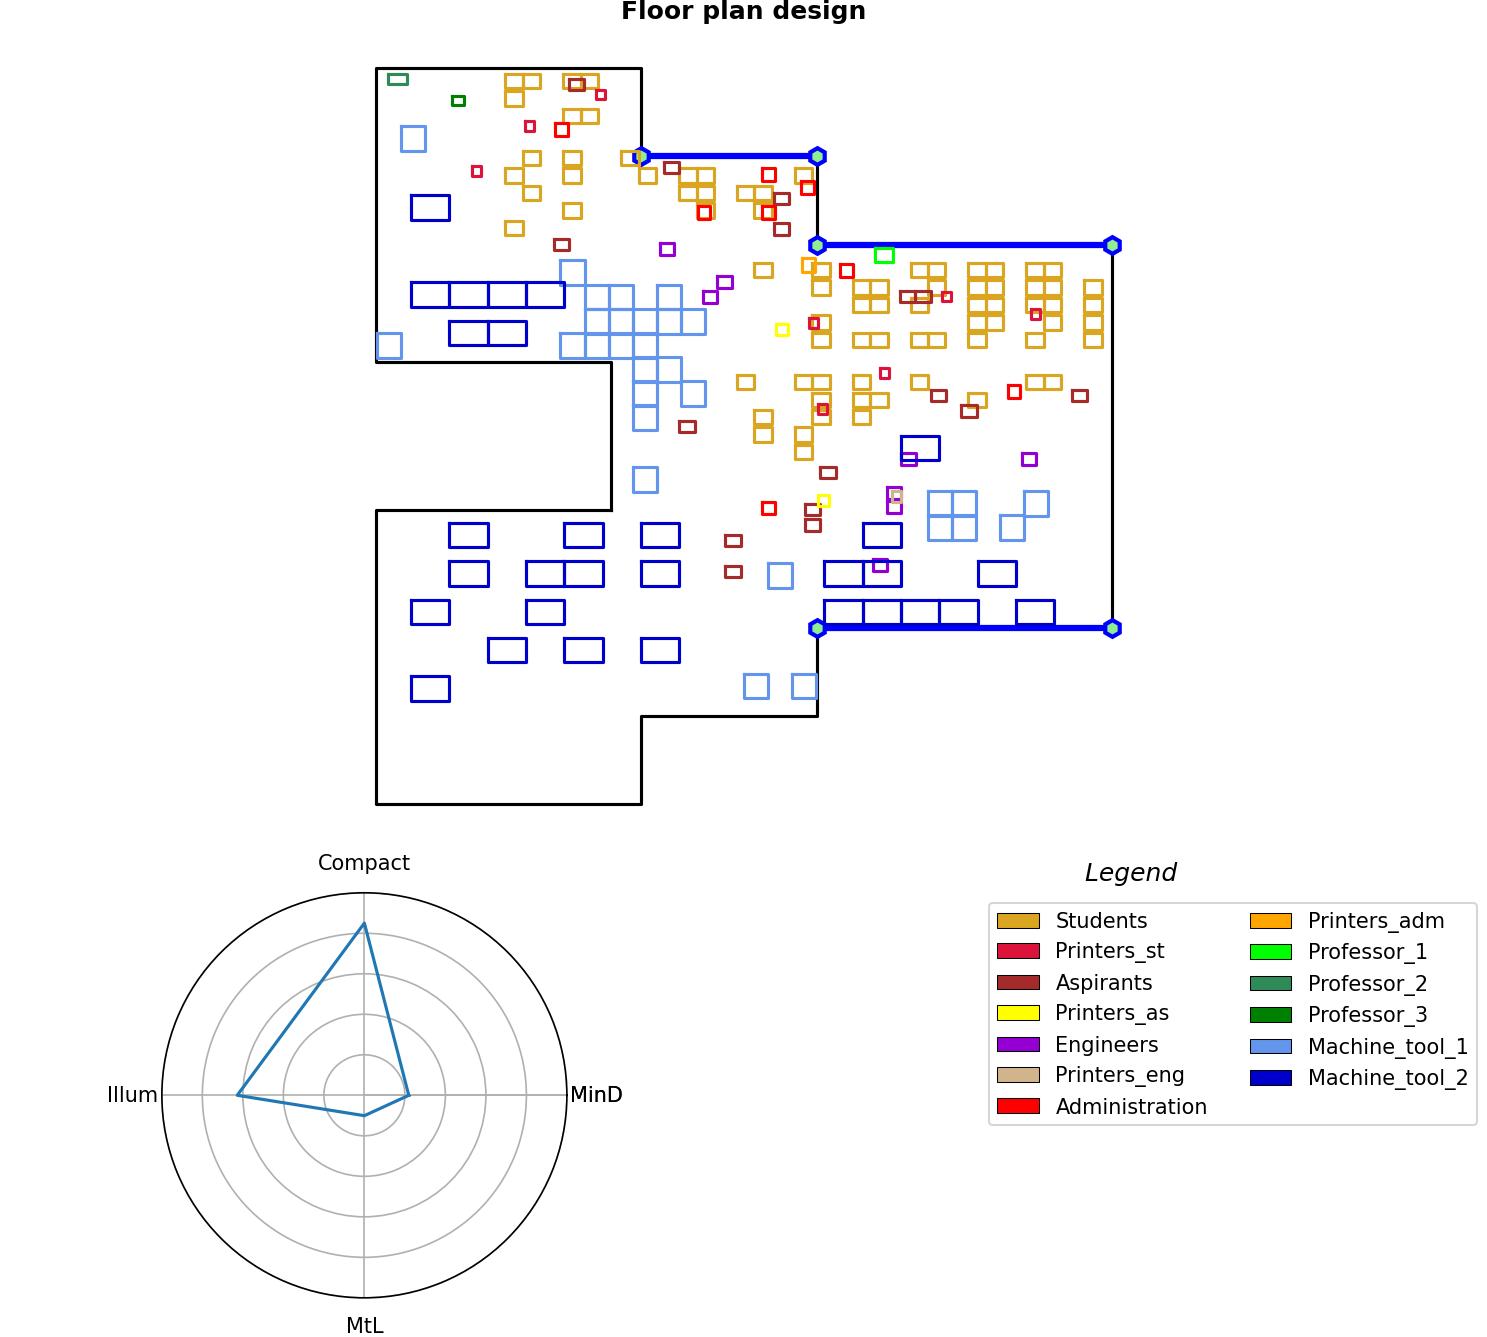 Floor plan design
Compact
Illum
MinD
MtL
Legend
Students
Printers_st
Aspirants
Printers_as
Engineers
Printers_eng
Administration
Printers_adm
Professor_1
Professor_2
Professor_3
Machine_tool_1
Machine_tool_2